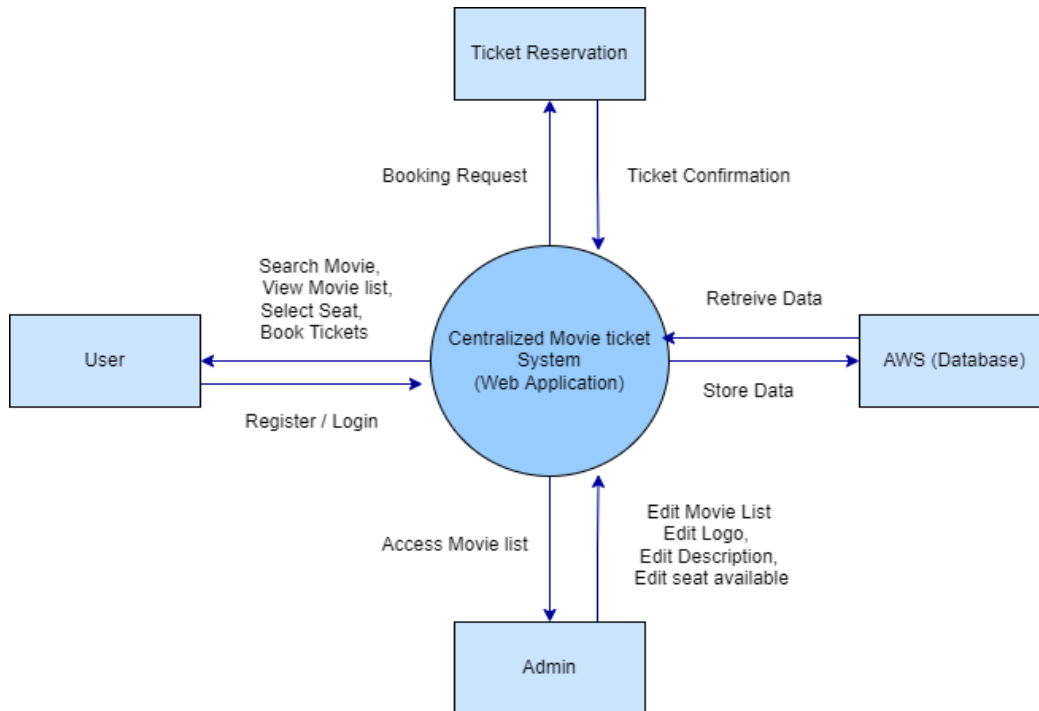 Ticket Reservation
Booking Request
Ticket Confirmation
Search Movie,
View Movie list,
Select Seat,
Book Tickets
User
Register / Login
Centralized Movie ticket
System
(Web Application)
Retreive Data
AWS (Database)
Store Data
Access Movie list
Edit Movie List
Edit Logo,
Edit Description,
Edit seat available
Admin